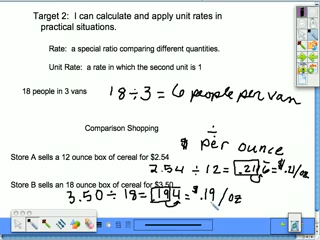 Target 2: I can calculate and apply unit rates in
practical situations.
Rate: a special ratio comparing different quantities.
Unit Rate: a rate in which the second unit is 1
18 people in 3 vans
18 ÷ 3 = 6 people per van
Comparison Shopping
÷
$ per ounce
Store A sells a 12 ounce box of cereal for $2.54
2.54 ÷ 12 = .216 = $.21/oz
Store B sells an 18 ounce box of cereal for $3.50
3.50 ÷ 18 = .194 = $.19/oz